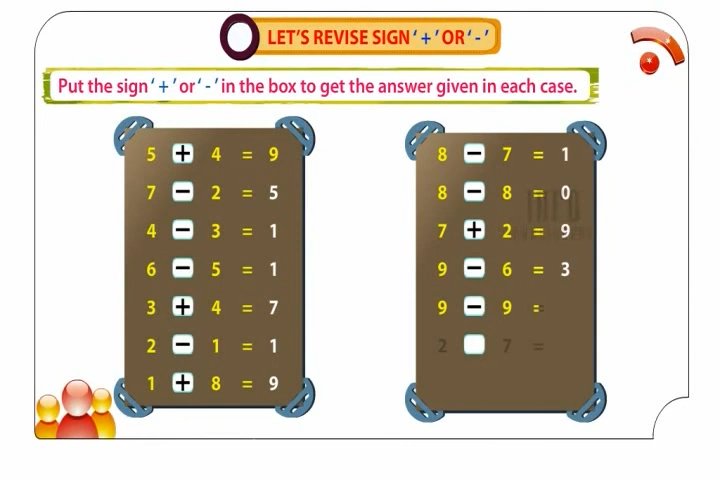 LET'S REVISE SIGN ‘+’ OR ‘-’
Put the sign ‘+’ or ‘-’ in the box to get the answer given in each case.
5 + 4 = 9
7 − 2 = 5
4 − 3 = 1
6 − 5 = 1
3 + 4 = 7
2 − 1 = 1
1 + 8 = 9
8 − 7 = 1
8 − 8 = 0
7 + 2 = 9
9 − 6 = 3
9 − 9 =
2 7 =